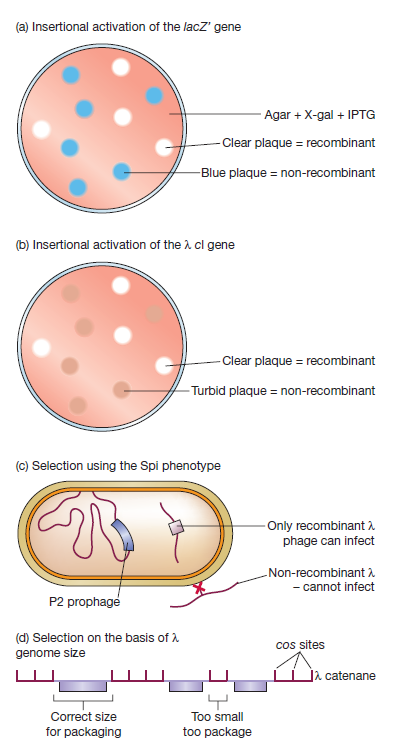 (a) Insertional activation of the lacZ' gene
Agar + X-gal + IPTG
Clear plaque = recombinant
Blue plaque = non-recombinant
(b) Insertional activation of the λ cI gene
Clear plaque = recombinant
Turbid plaque = non-recombinant
(c) Selection using the Spi phenotype
Only recombinant λ
phage can infect
Non-recombinant λ
– cannot infect
P2 prophage
(d) Selection on the basis of λ
genome size
cos sites
λ catenane
Correct size
for packaging
Too small
too package